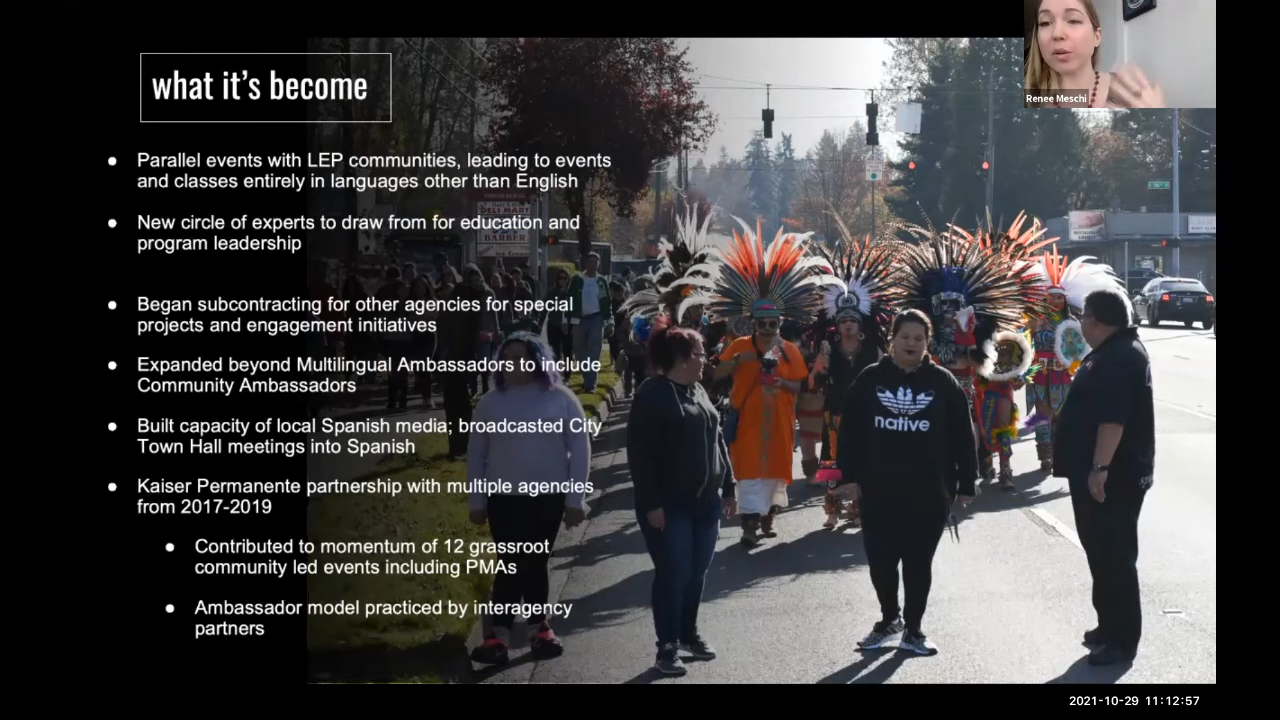 Renee Meschi
what it's become
● Parallel events with LEP communities, leading to events
and classes entirely in languages other than English
● New circle of experts to draw from for education and
program leadership
● Began subcontracting for other agencies for special
projects and engagement initiatives
● Expanded beyond Multilingual Ambassadors to include
Community Ambassadors
● Built capacity of local Spanish media; broadcasted City
Town Hall meetings into Spanish
● Kaiser Permanente partnership with multiple agencies
from 2017-2019
● Contributed to momentum of 12 grassroot
community led events including PMAs
● Ambassador model practiced by interagency
partners
DELI MART
BARBER
native
2021-10-29 11:12:57